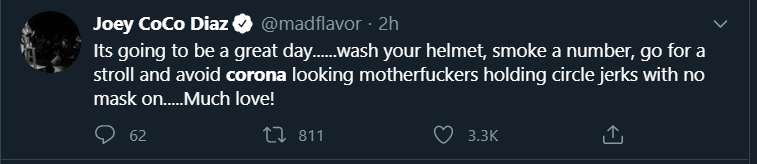 Joey CoCo Diaz @madflavor · 2h
Its going to be a great day......wash your helmet, smoke a number, go for a
stroll and avoid corona looking motherfuckers holding circle jerks with no
mask on.....Much love!
62 811 3.3K